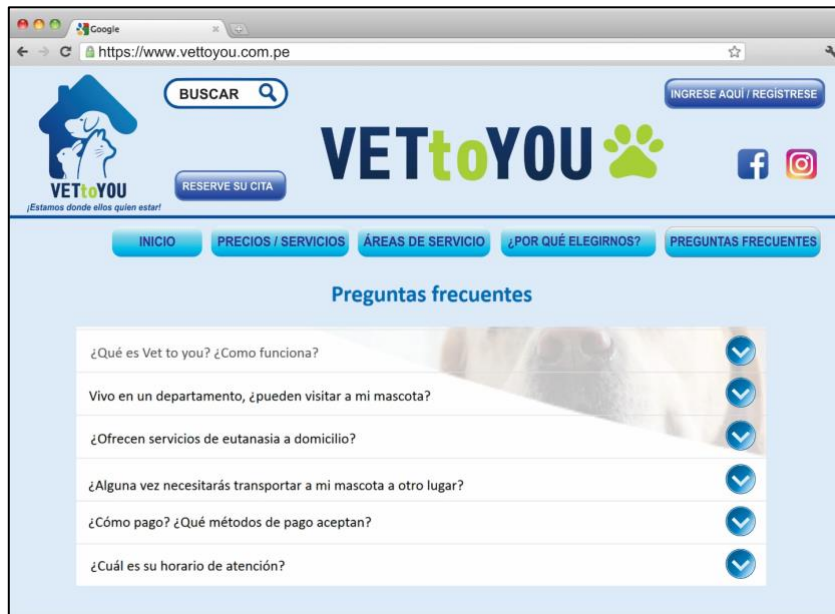 Google
https://www.vettoyou.com.pe
BUSCAR
INGRESE AQUÍ / REGÍSTRESE
VETtoYOU
VETtoYOU
¡Estamos donde ellos quien estar!
RESERVE SU CITA
INICIO
PRECIOS / SERVICIOS
ÁREAS DE SERVICIO
¿POR QUÉ ELEGIRNOS?
PREGUNTAS FRECUENTES
Preguntas frecuentes
¿Qué es Vet to you? ¿Como funciona?
Vivo en un departamento, ¿pueden visitar a mi mascota?
¿Ofrecen servicios de eutanasia a domicilio?
¿Alguna vez necesitarás transportar a mi mascota a otro lugar?
¿Cómo pago? ¿Qué métodos de pago aceptan?
¿Cuál es su horario de atención?